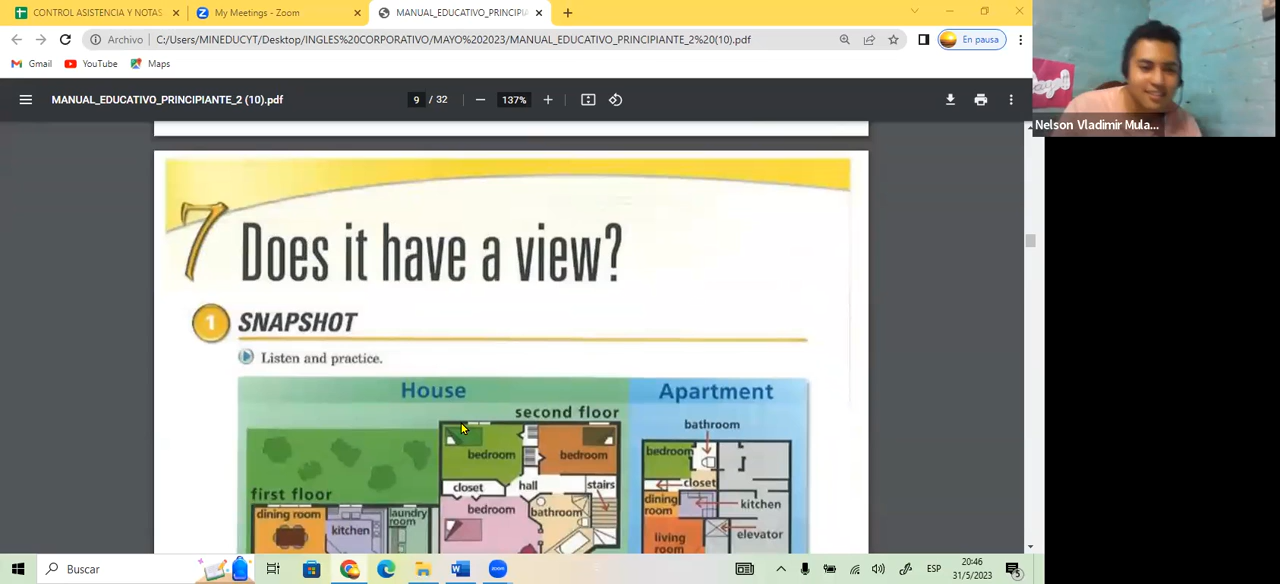 CONTROL ASISTENCIA Y NOTAS
My Meetings - Zoom
MANUAL_EDUCATIVO_PRINCIPI
Archivo
C:/Users/MINEDUCYT/Desktop/INGLES%20CORPORATIVO/MAYO%202023/MANUAL_EDUCATIVO_PRINCIPIANTE_2%20(10).pdf
En pausa
Gmail
YouTube
Maps
MANUAL_EDUCATIVO_PRINCIPIANTE_2 (10).pdf
9 / 32
137%
Nelson Vladimir Mula...
7 Does it have a view?
1 SNAPSHOT
Listen and practice.
House
Apartment
second floor
bathroom
bedroom
bedroom
bedroom
closet
hall
stairs
closet
first floor
dining room
kitchen
laundry
room
bedroom
bathroom
dining
room
kitchen
living
room
elevator
Buscar
zoom
ESP
20:46
31/5/2023
5